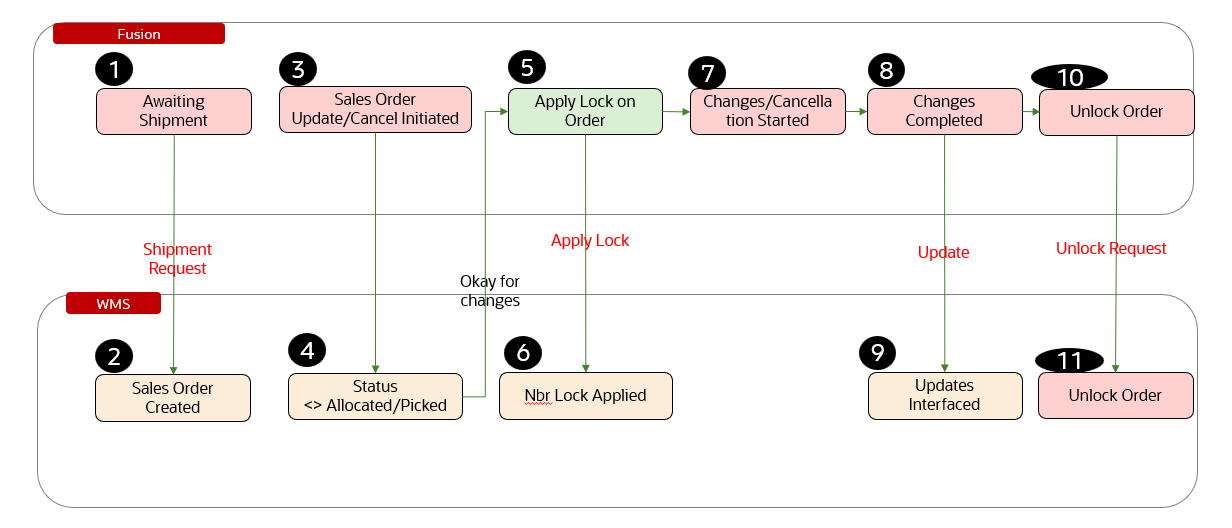 Fusion
1
Awaiting
Shipment
3
Sales Order
Update/Cancel Initiated
5
Apply Lock on
Order
7
Changes/Cancella
tion Started
8
Changes
Completed
10
Unlock Order
Shipment
Request
Apply Lock
Update
Unlock Request
Okay for
changes
WMS
2
Sales Order
Created
4
Status
<> Allocated/Picked
6
Nbr Lock Applied
9
Updates
Interfaced
11
Unlock Order